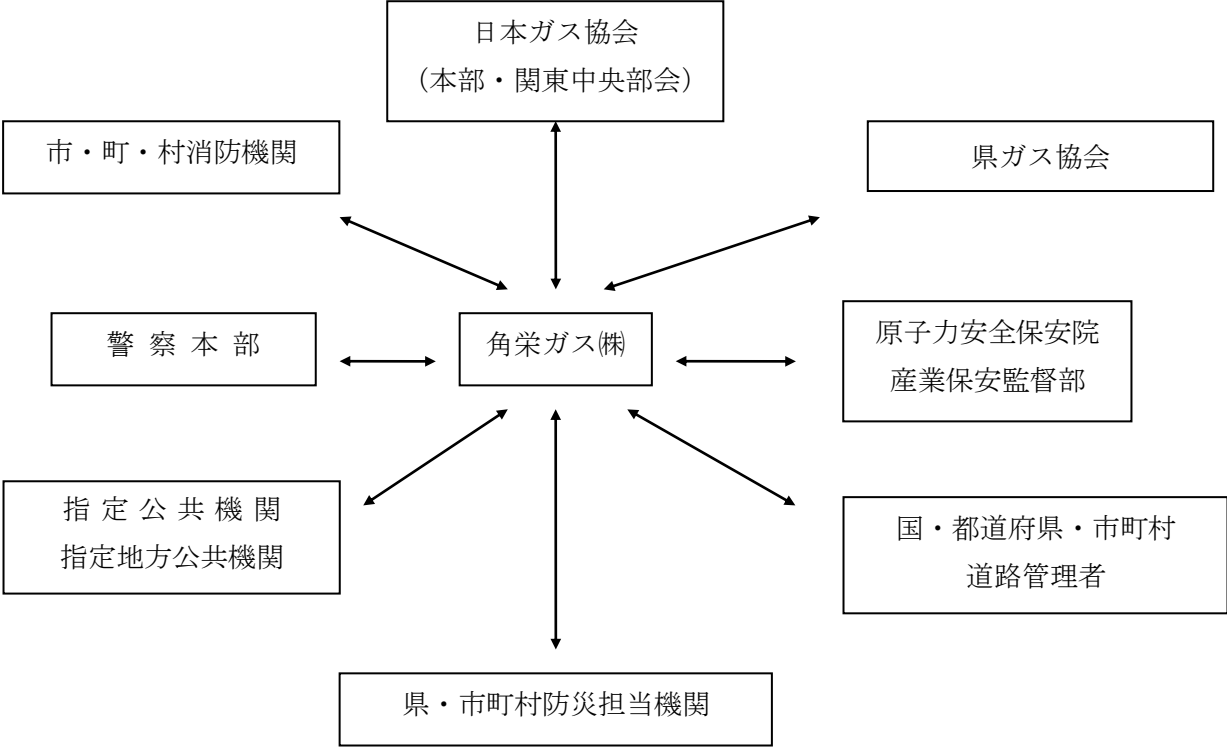 日本ガス協会
（本部・関東中央部会）
市・町・村消防機関
県ガス協会
警 察 本 部
角栄ガス㈱
原子力安全保安院
産業保安監督部
指 定 公 共 機 関
指定地方公共機関
国・都道府県・市町村
道路管理者
県・市町村防災担当機関